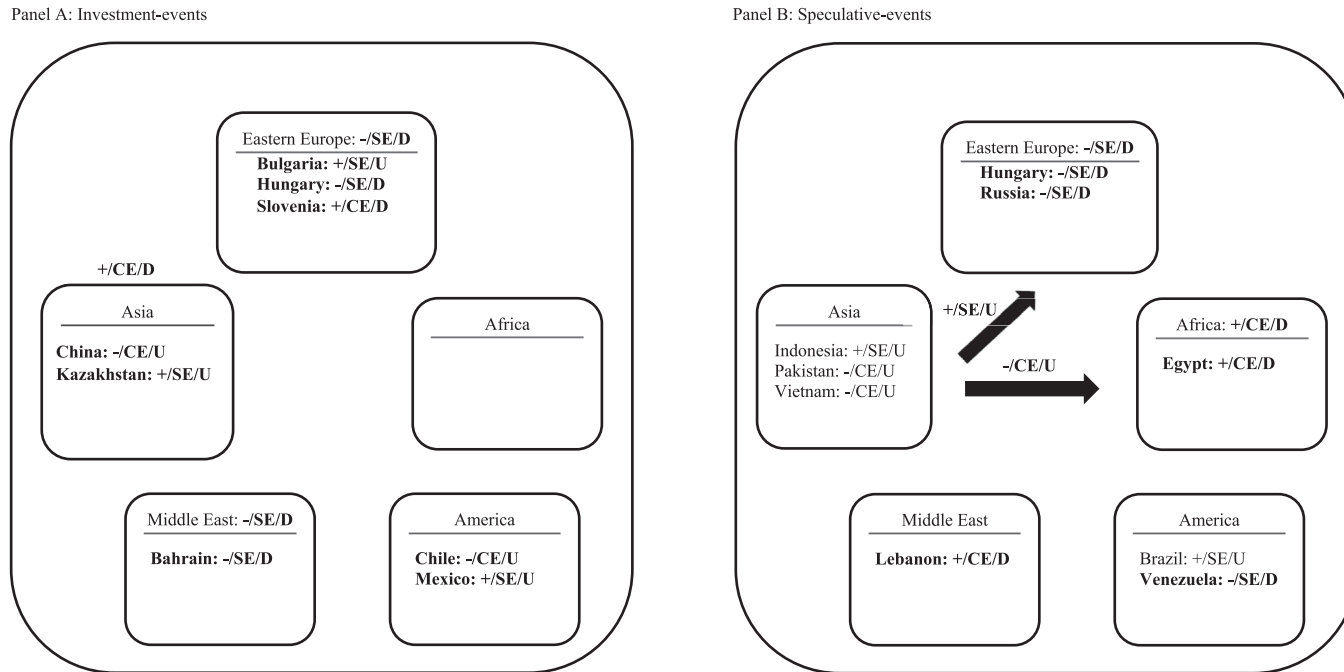 Panel A: Investment-events
Eastern Europe: -/SE/D
Bulgaria: +/SE/U
Hungary: -/SE/D
Slovenia: +/CE/D
+/CE/D
Asia
China: -/CE/U
Kazakhstan: +/SE/U
Africa
Middle East: -/SE/D
Bahrain: -/SE/D
America
Chile: -/CE/U
Mexico: +/SE/U
Panel B: Speculative-events
Eastern Europe: -/SE/D
Hungary: -/SE/D
Russia: -/SE/D
Asia
Indonesia: +/SE/U
Pakistan: -/CE/U
Vietnam: -/CE/U
+/SE/U
-/CE/U
Africa: +/CE/D
Egypt: +/CE/D
Middle East
Lebanon: +/CE/D
America
Brazil: +/SE/U
Venezuela: -/SE/D